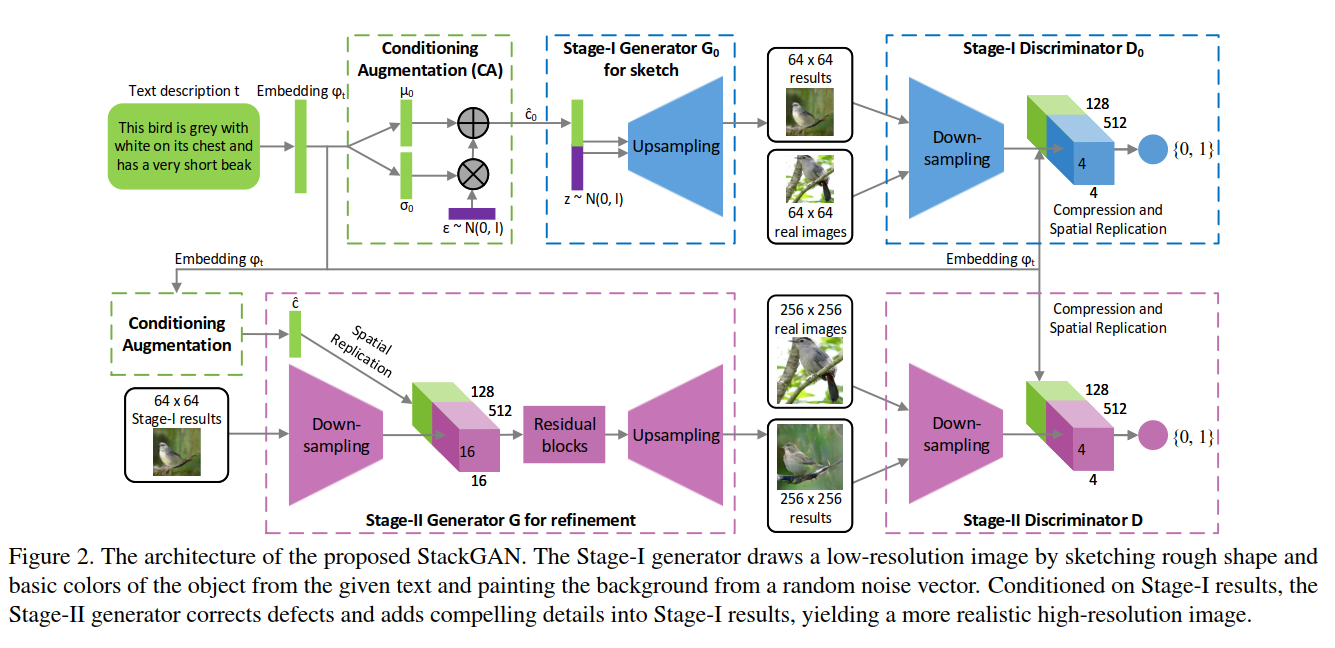 Conditioning
Augmentation (CA)
Stage-I Generator G0
for sketch
64 x 64
results
Stage-I Discriminator D0
Text description t
Embedding φt
μ0
ĉ0
128
512
This bird is grey with
white on its chest and
has a very short beak
Upsampling
Down-
sampling
4
{0, 1}
4
σ0
z ~ N(0, I)
ε ~ N(0, I)
64 x 64
real images
Compression and
Spatial Replication
Embedding φt
Embedding φt
Conditioning
Augmentation
ĉ
Spatial
Replication
256 x 256
real images
Compression and
Spatial Replication
64 x 64
Stage-I results
128
512
128
512
Down-
sampling
16
16
Residual
blocks
Upsampling
Down-
sampling
4
4
{0, 1}
256 x 256
results
Stage-II Generator G for refinement
Stage-II Discriminator D
Figure 2. The architecture of the proposed StackGAN. The Stage-I generator draws a low-resolution image by sketching rough shape and
basic colors of the object from the given text and painting the background from a random noise vector. Conditioned on Stage-I results, the
Stage-II generator corrects defects and adds compelling details into Stage-I results, yielding a more realistic high-resolution image.